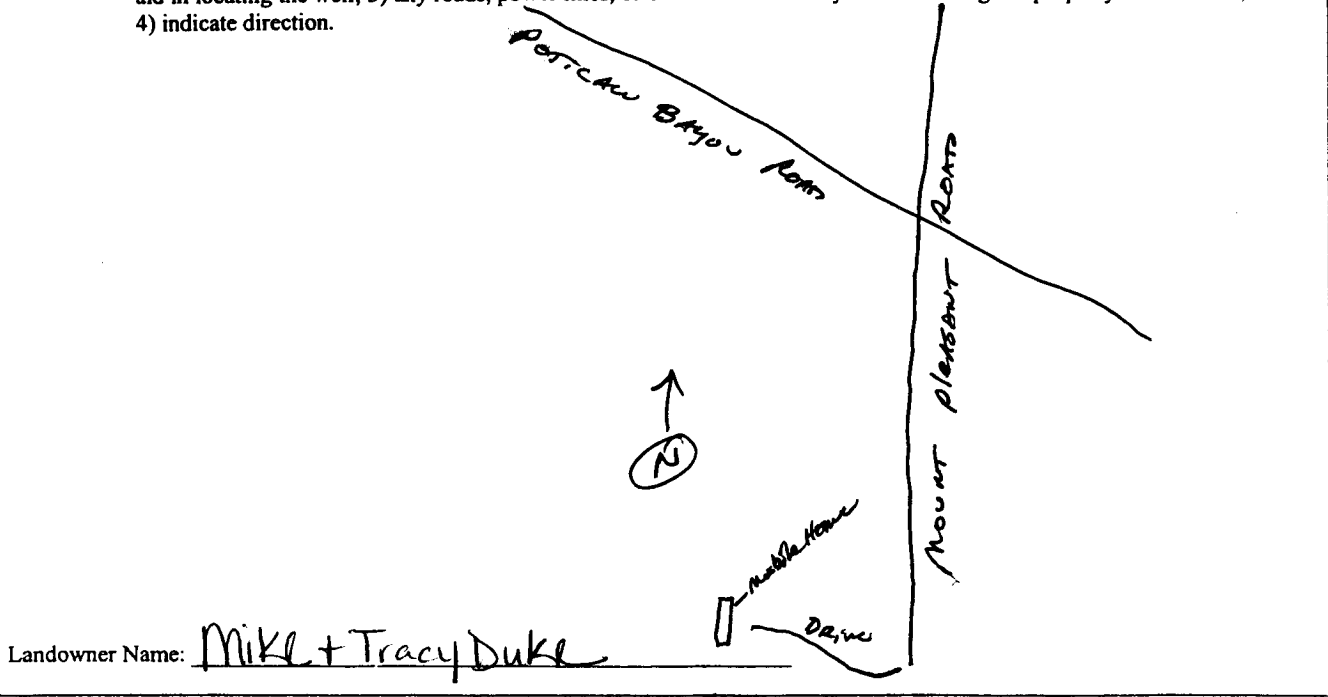 4) indicate direction.
POTICAW BAYOU ROAD
MOUNT PleASANT ROAD
N
Mobile Home
Drive
Landowner Name: Mike + Tracy Duke